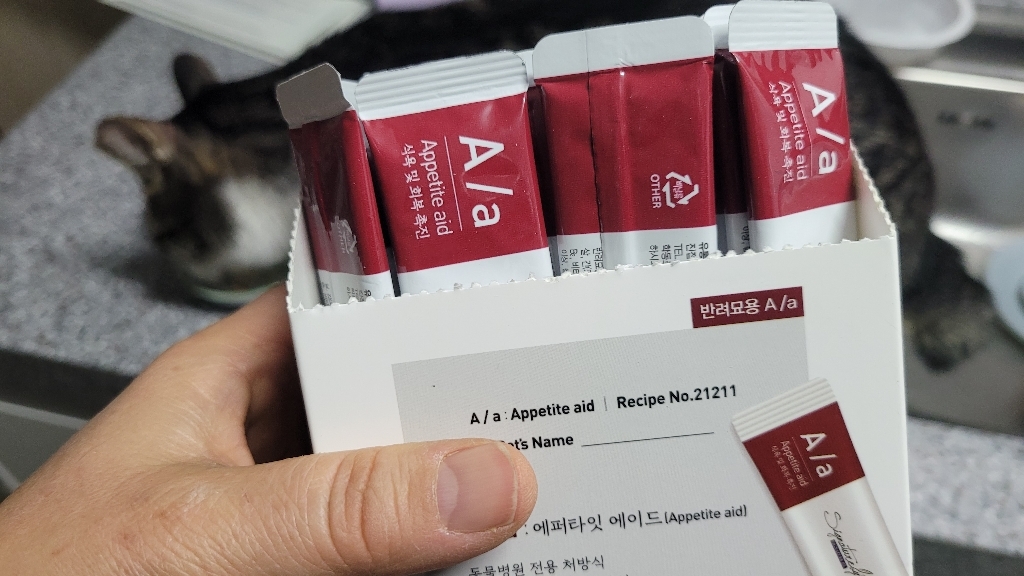 A/a
Appetite aid
식욕 및 회복 촉진
OTHER
A/a
Appetite aid
식욕 및 회복 촉진
반려묘용 A/a
A / a : Appetite aid | Recipe No.21211
Pet's Name
: 에퍼타잇 에이드(Appetite aid)
동물병원 전용 처방식
A/a
Appetite aid
식욕 및 회복 촉진